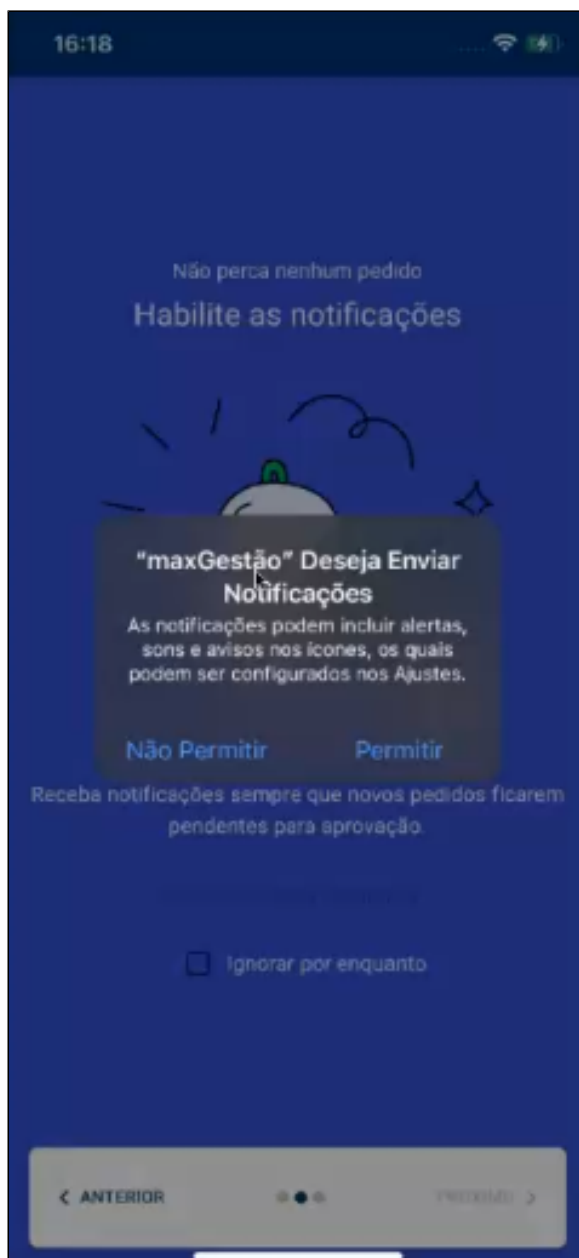 16:18
Não perca nenhum pedido
Habilite as notificações
“maxGestão” Deseja Enviar
Notificações
As notificações podem incluir alertas,
sons e avisos nos ícones, os quais
podem ser configurados nos Ajustes.
Não Permitir Permitir
Receba notificações sempre que novos pedidos ficarem
pendentes para aprovação.
Ignorar por enquanto
< ANTERIOR PRÓXIMO >